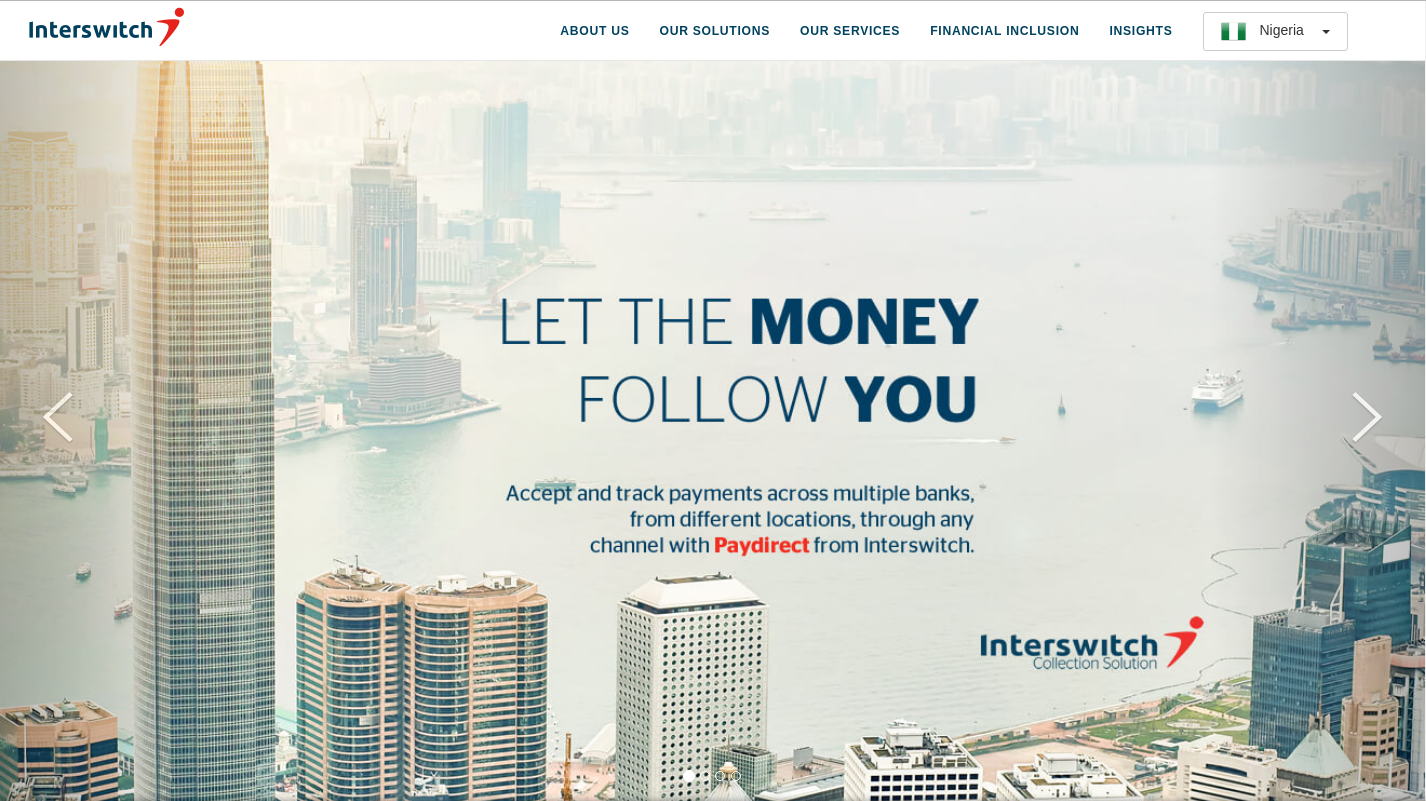 Interswitch
ABOUT US
OUR SOLUTIONS
OUR SERVICES
FINANCIAL INCLUSION
INSIGHTS
Nigeria
LET THE MONEY
FOLLOW YOU
Accept and track payments across multiple banks,
from different locations, through any
channel with Paydirect from Interswitch.
Interswitch
Collection Solution